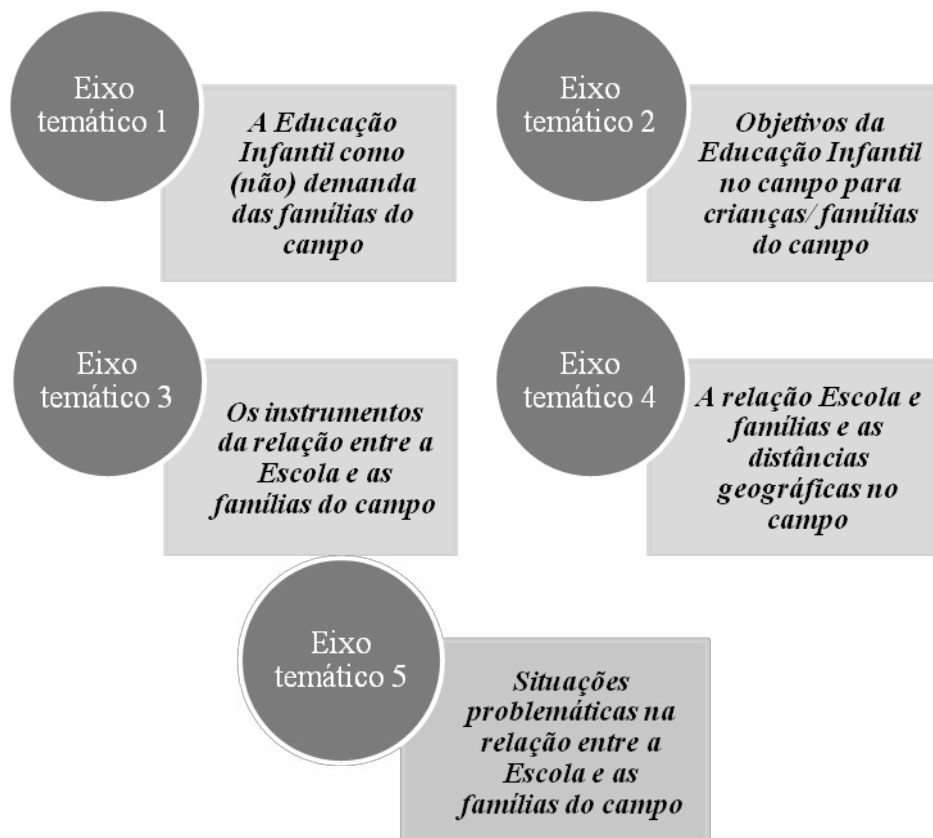 Eixo
temático 1
A Educação
Infantil como
(não) demanda
das famílias do
campo
Eixo
temático 2
Objetivos da
Educação Infantil
no campo para
crianças/ famílias
do campo
Eixo
temático 3
Os instrumentos
da relação entre a
Escola e as
famílias do campo
Eixo
temático 4
A relação Escola e
famílias e as
distâncias
geográficas no
campo
Eixo
temático 5
Situações
problemáticas na
relação entre a
Escola e as
famílias do campo